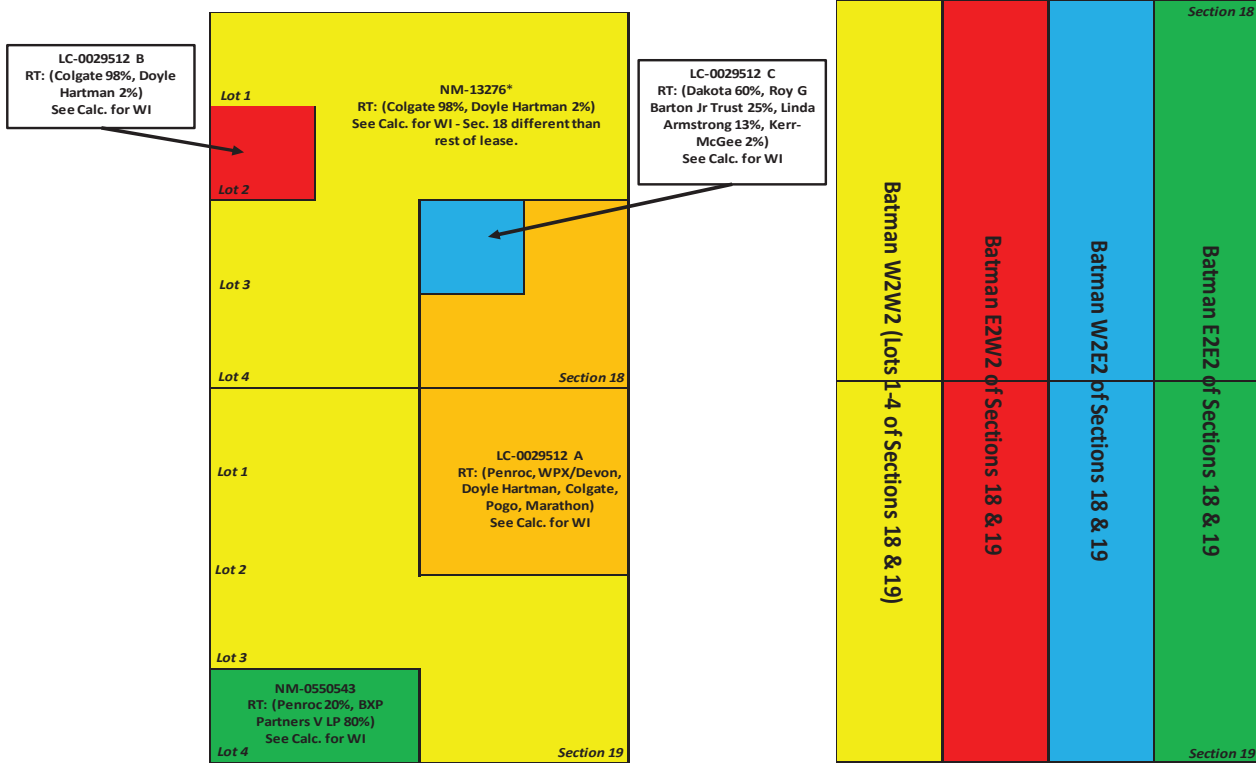 LC-0029512 B
RT: (Colgate 98%, Doyle
Hartman 2%)
See Calc. for WI
NM-13276*
RT: (Colgate 98%, Doyle Hartman 2%)
See Calc. for WI - Sec. 18 different than
rest of lease.
LC-0029512 C
RT: (Dakota 60%, Roy G
Barton Jr Trust 25%, Linda
Armstrong 13%, Kerr-
McGee 2%)
See Calc. for WI
Lot 1
Lot 2
Lot 3
Lot 4
Section 18
Lot 1
LC-0029512 A
RT: (Penroc, WPX/Devon,
Doyle Hartman, Colgate,
Pogo, Marathon)
See Calc. for WI
Lot 2
Lot 3
NM-0550543
RT: (Penroc 20%, BXP
Partners V LP 80%)
See Calc. for WI
Lot 4
Section 19
Section 18
Batman W2W2 (Lots 1-4 of Sections 18 & 19)
Batman E2W2 of Sections 18 & 19
Batman W2E2 of Sections 18 & 19
Batman E2E2 of Sections 18 & 19
Section 19